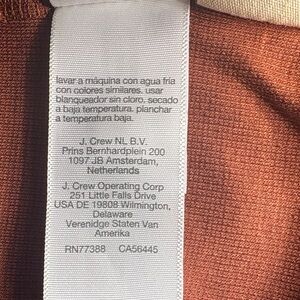 lavar a máquina con agua fría
con colores similares. usar
blanqueador sin cloro. secado
a baja temperatura. planchar
a temperatura baja.
J. Crew NL B.V.
Prins Bernhardplein 200
1097 JB Amsterdam,
Netherlands
J. Crew Operating Corp
251 Little Falls Drive
USA DE 19808 Wilmington,
Delaware
Verenidge Staten Van
Amerika
RN77388 CA56445